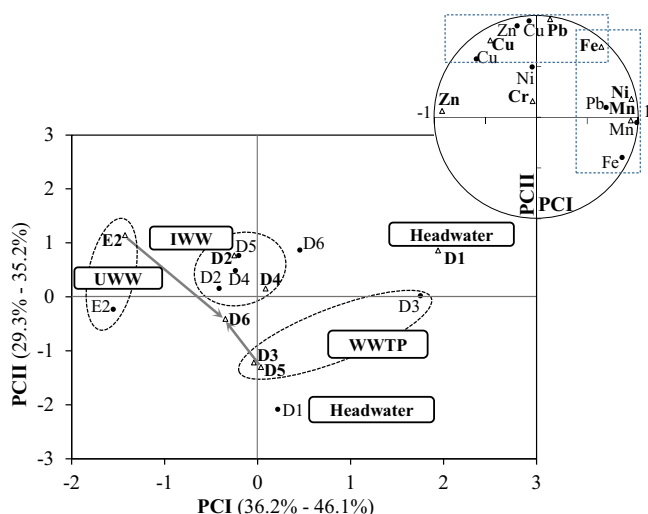 Zn Cu Pb
Cu Fe
Cu
Ni
Zn Cr Pb Ni
-1 Mn 1
Mn
Fe
PCII PCI
3
2
1
0
-1
-2
-3
-2 -1 0 1 2 3
PCII (29.3% - 35.2%)
PCI (36.2% - 46.1%)
E2 IWW D5 D6 Headwater
D2 D1
UWW D2 D4 D4
E2 D3
D6
D3 WWTP
D5
D1 Headwater